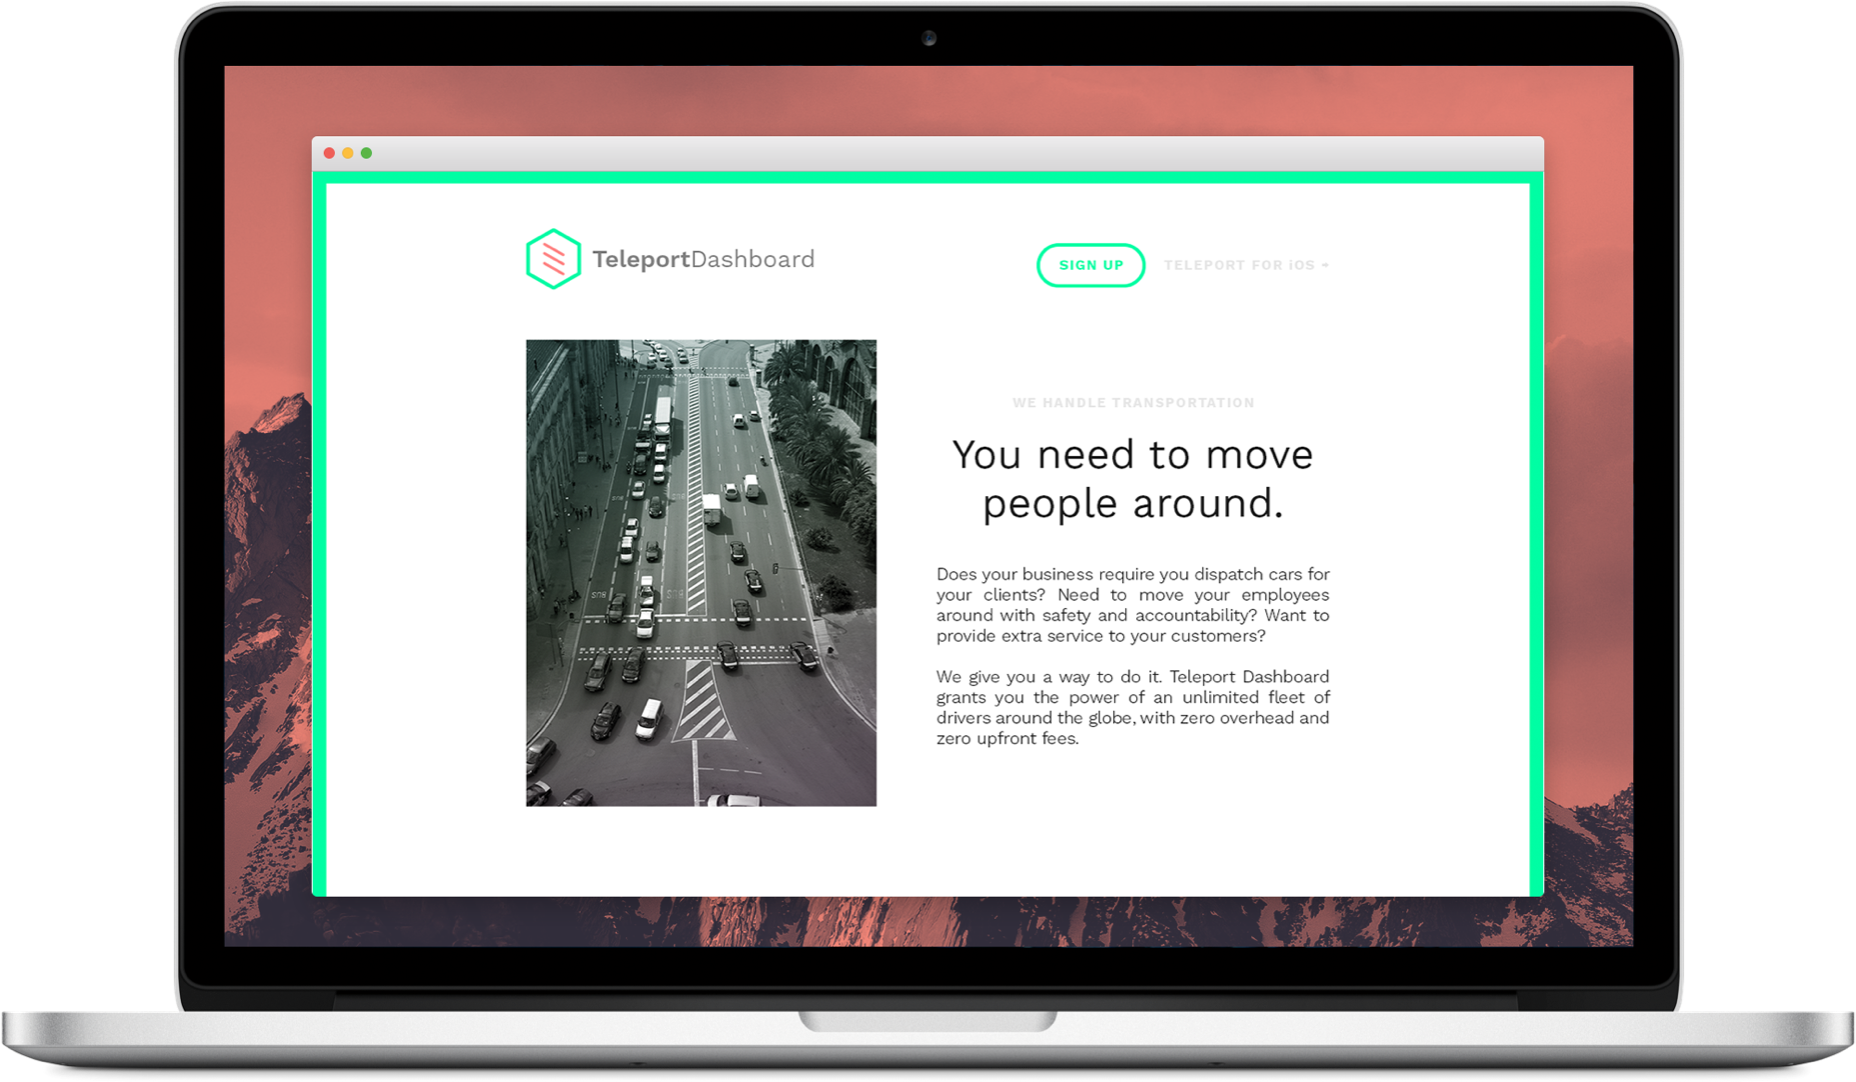 TeleportDashboard
SIGN UP
TELEPORT FOR iOS
WE HANDLE TRANSPORTATION
You need to move
people around.
Does your business require you dispatch cars for
your clients? Need to move your employees
around with safety and accountability? Want to
provide extra service to your customers?
We give you a way to do it. Teleport Dashboard
grants you the power of an unlimited fleet of
drivers around the globe, with zero overhead and
zero upfront fees.